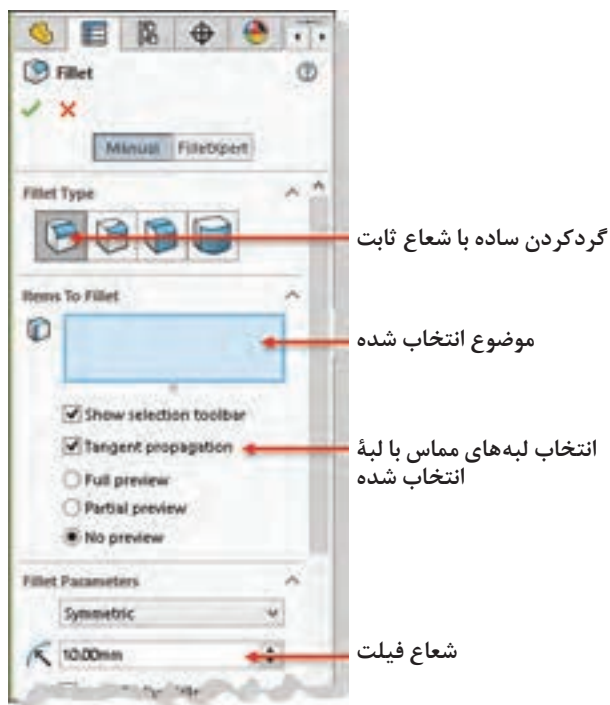 Fillet
Manual FilletXpert
Fillet Type
گردکردن ساده با شعاع ثابت
Items To Fillet
موضوع انتخاب شده
Show selection toolbar
Tangent propagation
انتخاب لبه‌های مماس با لبهٔ
انتخاب شده
Full preview
Partial preview
No preview
Fillet Parameters
Symmetric
10.00mm
شعاع فیلت